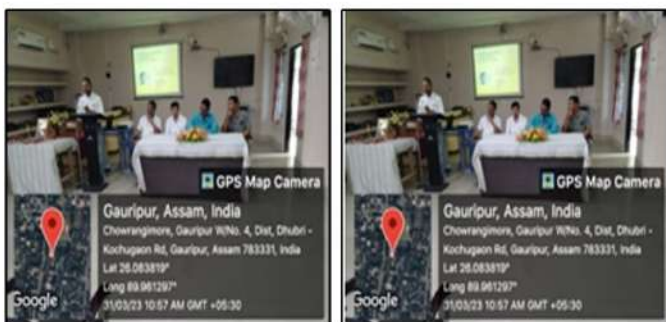 GPS Map Camera
Gauripur, Assam, India
Chowrangimore, Gauripur W/No. 4, Dist, Dhubri -
Kochugaon Rd, Gauripur, Assam 783331, India
Lat 26.083819°
Long 89.961297°
31/03/23 10:57 AM GMT +05:30
Google
GPS Map Camera
Gauripur, Assam, India
Chowrangimore, Gauripur W/No. 4, Dist, Dhubri -
Kochugaon Rd, Gauripur, Assam 783331, India
Lat 26.083819°
Long 89.961297°
31/03/23 10:57 AM GMT +05:30
Google